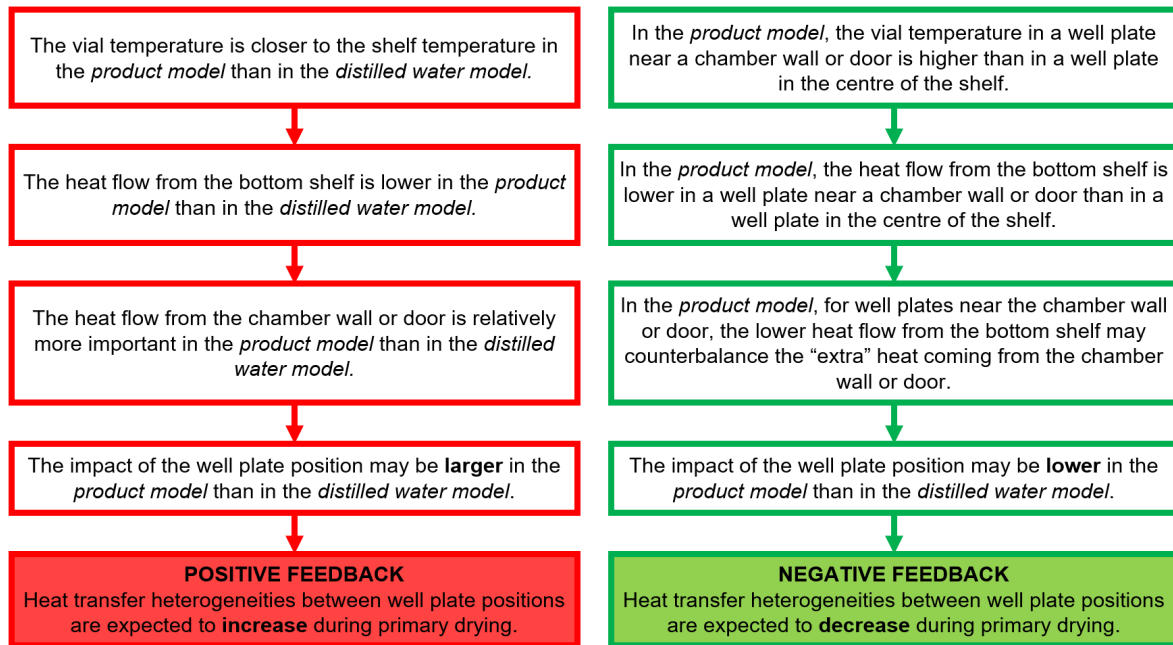 The vial temperature is closer to the shelf temperature in
the product model than in the distilled water model.
The heat flow from the bottom shelf is lower in the product
model than in the distilled water model.
The heat flow from the chamber wall or door is relatively
more important in the product model than in the distilled
water model.
The impact of the well plate position may be larger in the
product model than in the distilled water model.
POSITIVE FEEDBACK
Heat transfer heterogeneities between well plate positions
are expected to increase during primary drying.
In the product model, the vial temperature in a well plate
near a chamber wall or door is higher than in a well plate
in the centre of the shelf.
In the product model, the heat flow from the bottom shelf is
lower in a well plate near a chamber wall or door than in a
well plate in the centre of the shelf.
In the product model, for well plates near the chamber wall
or door, the lower heat flow from the bottom shelf may
counterbalance the “extra” heat coming from the chamber
wall or door.
The impact of the well plate position may be lower in the
product model than in the distilled water model.
NEGATIVE FEEDBACK
Heat transfer heterogeneities between well plate positions
are expected to decrease during primary drying.